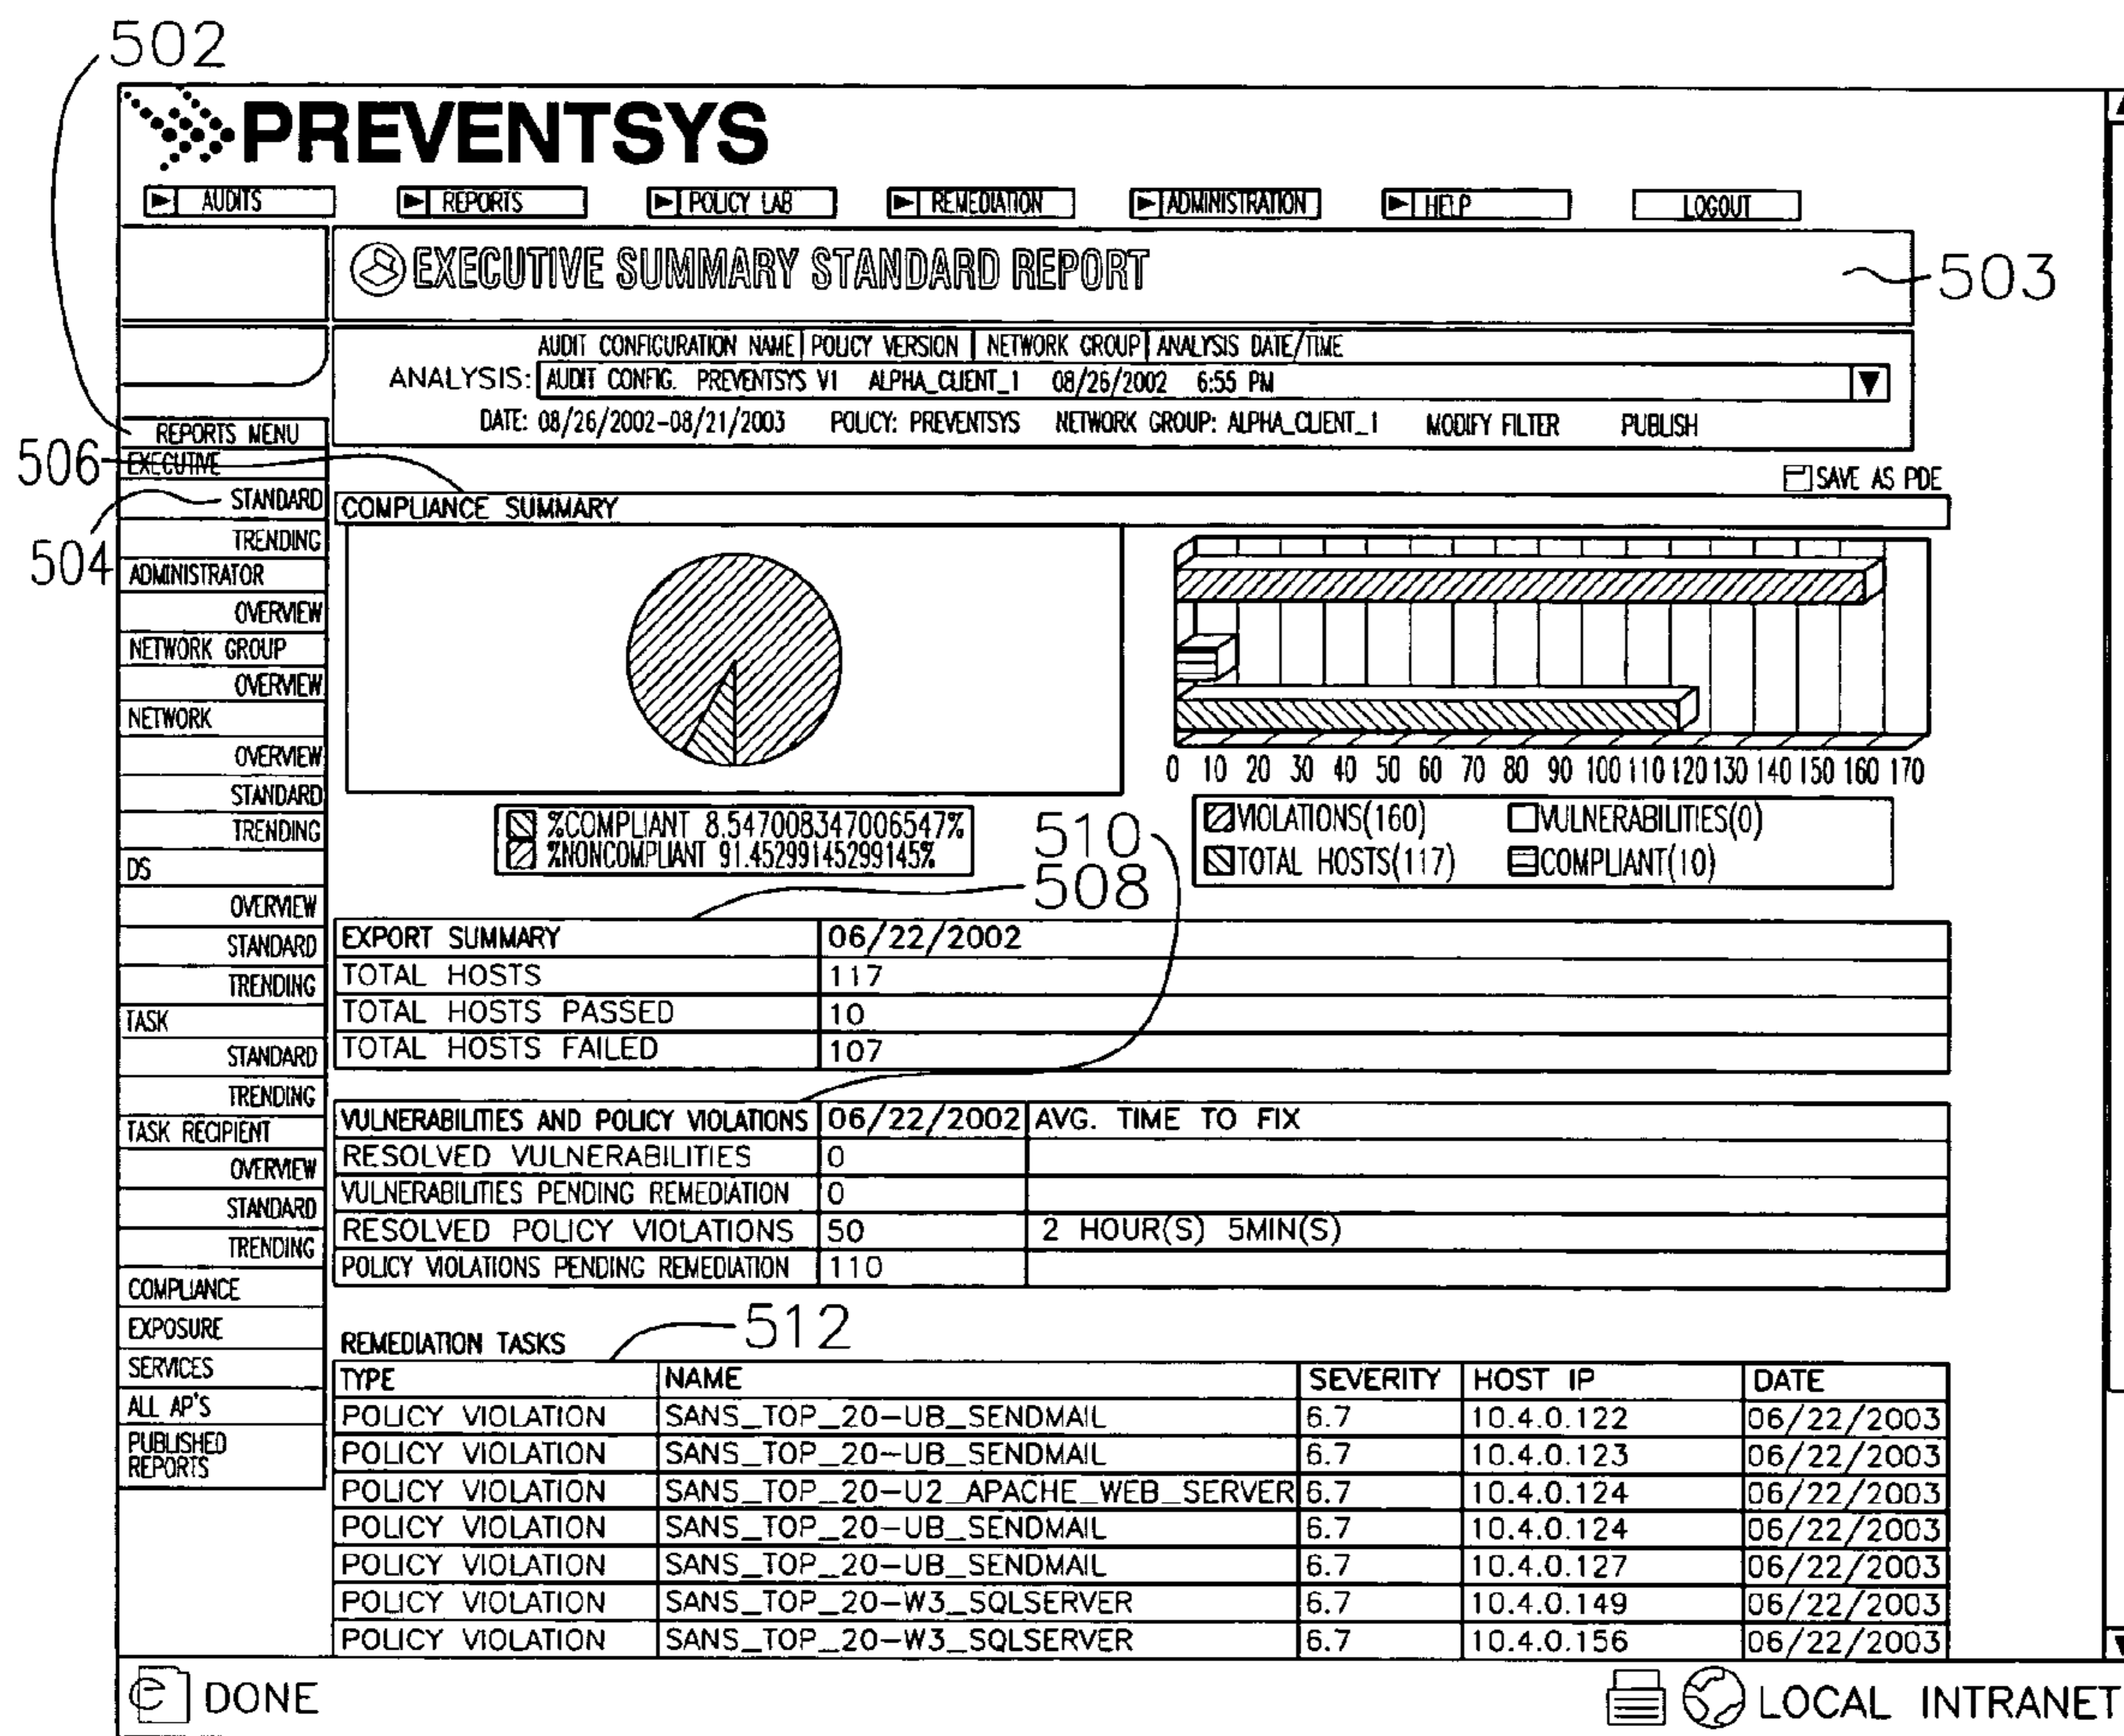 502
PREVENTSYS
AUDITS REPORTS POLICY LAB REMEDIATION ADMINISTRATION HELP LOGOUT
EXECUTIVE SUMMARY STANDARD REPORT
503
AUDIT CONFIGURATION NAME POLICY VERSION NETWORK GROUP ANALYSIS DATE/TIME
ANALYSIS: AUDIT CONFIG. PREVENTSYS V1 ALPHA_CLIENT_1 08/26/2002 6:55 PM
DATE: 08/26/2002-08/21/2003 POLICY: PREVENTSYS NETWORK GROUP: ALPHA_CLIENT_1 MODIFY FILTER PUBLISH
REPORTS MENU
506
EXECUTIVE
STANDARD
504
TRENDING
ADMINISTRATOR
OVERVIEW
NETWORK GROUP
OVERVIEW
NETWORK
OVERVIEW
STANDARD
TRENDING
DS
OVERVIEW
STANDARD
TRENDING
TASK
STANDARD
TRENDING
TASK RECIPIENT
OVERVIEW
STANDARD
TRENDING
COMPLIANCE
EXPOSURE
SERVICES
ALL AP'S
PUBLISHED
REPORTS
SAVE AS PDE
COMPLIANCE SUMMARY
0 10 20 30 40 50 60 70 80 90 100 110 120 130 140 150 160 170
%COMPLIANT 8.547008347006547%
%NONCOMPLIANT 91.45299145299145%
VIOLATIONS(160) VULNERABILITIES(0)
TOTAL HOSTS(117) COMPLIANT(10)
510
508
EXPORT SUMMARY 06/22/2002
TOTAL HOSTS 117
TOTAL HOSTS PASSED 10
TOTAL HOSTS FAILED 107
VULNERABILITIES AND POLICY VIOLATIONS 06/22/2002 AVG. TIME TO FIX
RESOLVED VULNERABILITIES 0
VULNERABILITIES PENDING REMEDIATION 0
RESOLVED POLICY VIOLATIONS 50 2 HOUR(S) 5MIN(S)
POLICY VIOLATIONS PENDING REMEDIATION 110
512
REMEDIATION TASKS
TYPE NAME SEVERITY HOST IP DATE
POLICY VIOLATION SANS_TOP_20-UB_SENDMAIL 6.7 10.4.0.122 06/22/2003
POLICY VIOLATION SANS_TOP_20-UB_SENDMAIL 6.7 10.4.0.123 06/22/2003
POLICY VIOLATION SANS_TOP_20-U2_APACHE_WEB_SERVER 6.7 10.4.0.124 06/22/2003
POLICY VIOLATION SANS_TOP_20-UB_SENDMAIL 6.7 10.4.0.124 06/22/2003
POLICY VIOLATION SANS_TOP_20-UB_SENDMAIL 6.7 10.4.0.127 06/22/2003
POLICY VIOLATION SANS_TOP_20-W3_SQLSERVER 6.7 10.4.0.149 06/22/2003
POLICY VIOLATION SANS_TOP_20-W3_SQLSERVER 6.7 10.4.0.156 06/22/2003
e DONE LOCAL INTRANET